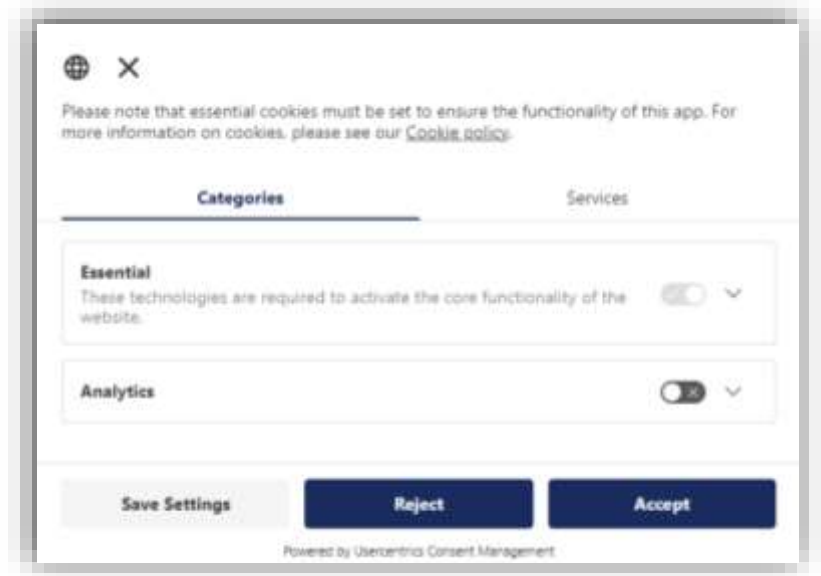 Please note that essential cookies must be set to ensure the functionality of this app. For
more information on cookies, please see our Cookie policy.
Categories
Services
Essential
These technologies are required to activate the core functionality of the
website.
Analytics
Save Settings
Reject
Accept
Powered by Usercentrics Consent Management